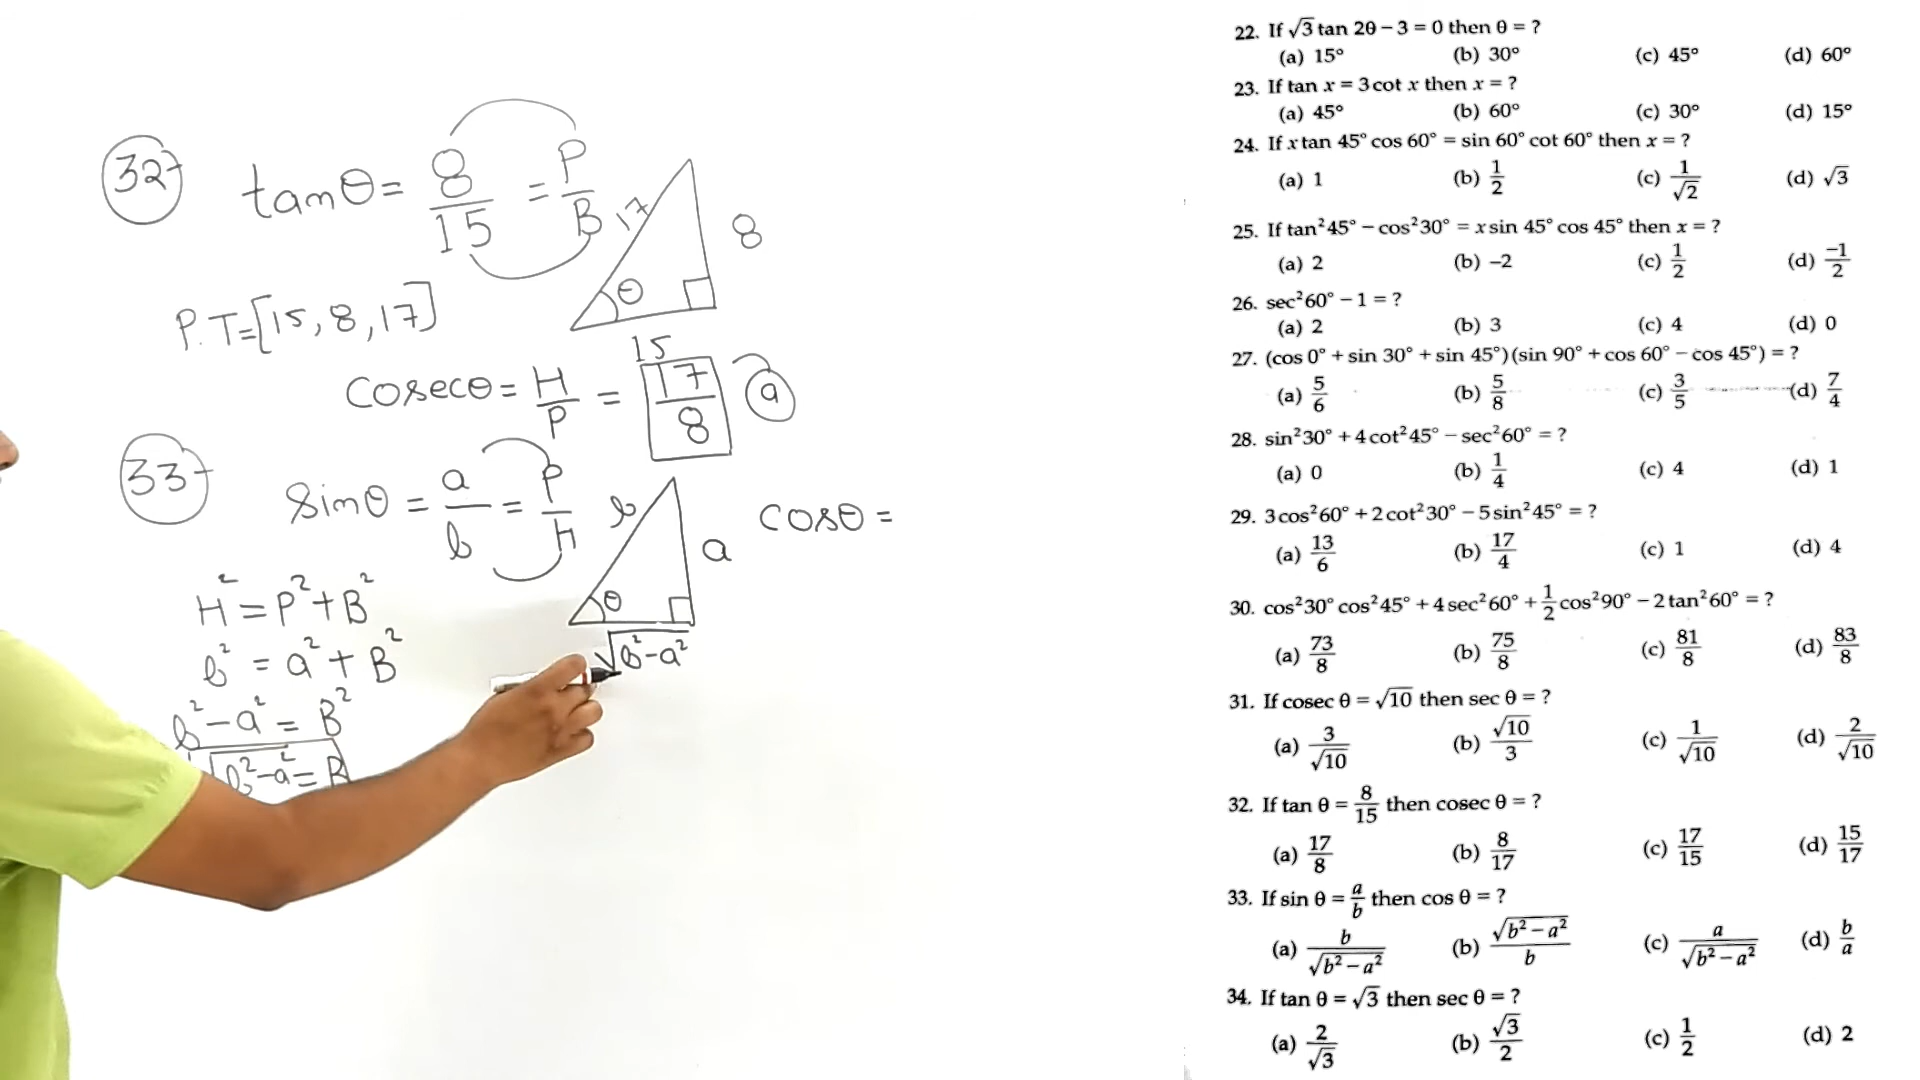 32 tanθ = 8/15 = P/B
17
8
θ
15
P.T=[15,8,17]
cosecθ = H/P = 17/8 a
33 sinθ = a/b = P/H
b
a
θ
√b²-a²
cosθ =
H² = P²+B²
b² = a²+B²
b²-a² = B²
√b²-a² = B
22. If √3 tan 2θ − 3 = 0 then θ = ?
(a) 15° (b) 30° (c) 45° (d) 60°
23. If tan x = 3 cot x then x = ?
(a) 45° (b) 60° (c) 30° (d) 15°
24. If x tan 45° cos 60° = sin 60° cot 60° then x = ?
(a) 1 (b) 1/2 (c) 1/√2 (d) √3
25. If tan²45° − cos²30° = x sin 45° cos 45° then x = ?
(a) 2 (b) −2 (c) 1/2 (d) −1/2
26. sec²60° − 1 = ?
(a) 2 (b) 3 (c) 4 (d) 0
27. (cos 0° + sin 30° + sin 45°)(sin 90° + cos 60° − cos 45°) = ?
(a) 5/6 (b) 5/8 (c) 3/5 (d) 7/4
28. sin²30° + 4 cot²45° − sec²60° = ?
(a) 0 (b) 1/4 (c) 4 (d) 1
29. 3 cos²60° + 2 cot²30° − 5 sin²45° = ?
(a) 13/6 (b) 17/4 (c) 1 (d) 4
30. cos²30° cos²45° + 4 sec²60° + 1/2 cos²90° − 2 tan²60° = ?
(a) 73/8 (b) 75/8 (c) 81/8 (d) 83/8
31. If cosec θ = √10 then sec θ = ?
(a) 3/√10 (b) √10/3 (c) 1/√10 (d) 2/√10
32. If tan θ = 8/15 then cosec θ = ?
(a) 17/8 (b) 8/17 (c) 17/15 (d) 15/17
33. If sin θ = a/b then cos θ = ?
(a) b/√b² − a² (b) √b² − a²/b (c) a/√b² − a² (d) b/a
34. If tan θ = √3 then sec θ = ?
(a) 2/√3 (b) √3/2 (c) 1/2 (d) 2